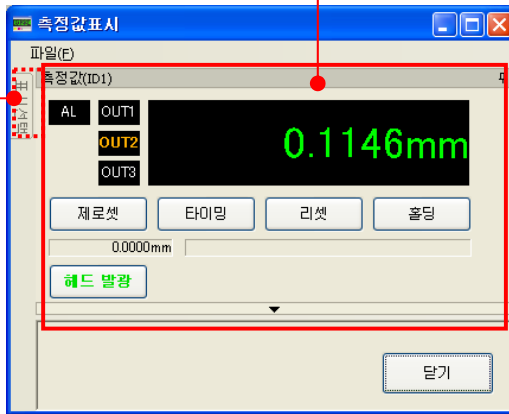 측정값표시
파일(F)
측정값(ID1)
AL OUT1
OUT2
OUT3
0.1146mm
제로셋 타이밍 리셋 홀딩
0.0000mm
헤드 발광
닫기